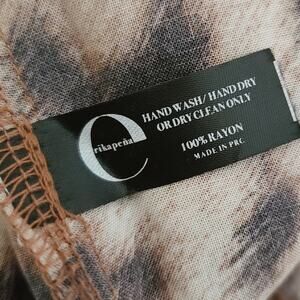 erikapeña
HAND WASH/ HAND DRY
OR DRY CLEAN ONLY
100% RAYON
MADE IN PRC